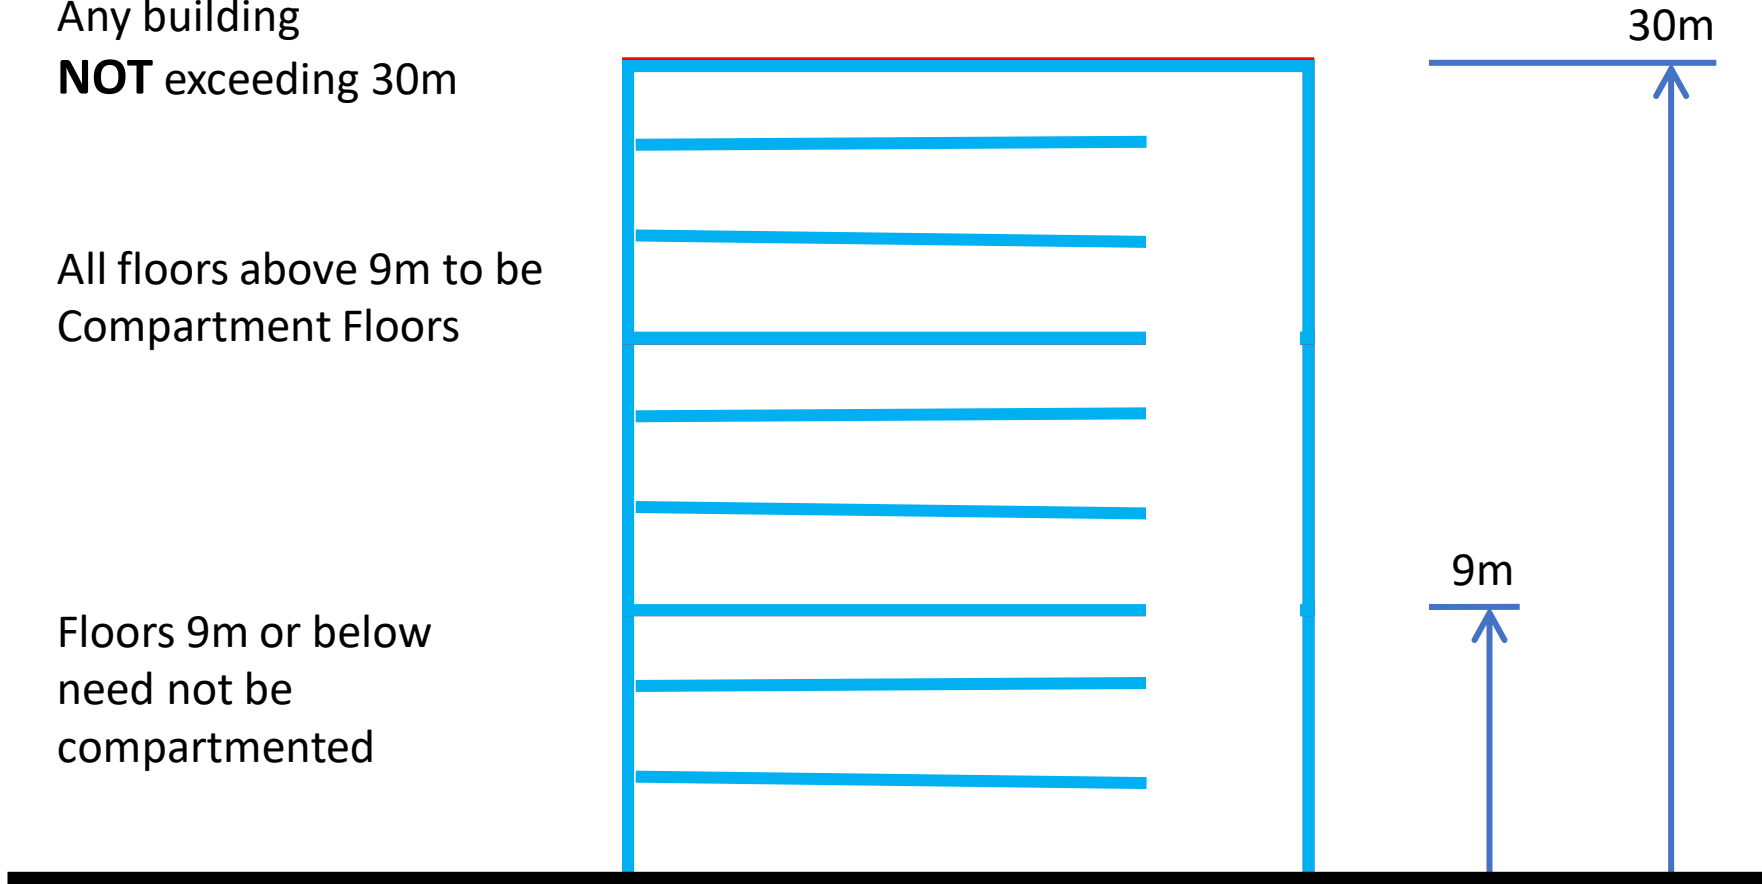 Any building
NOT exceeding 30m
30m
All floors above 9m to be
Compartment Floors
9m
Floors 9m or below
need not be
compartmented